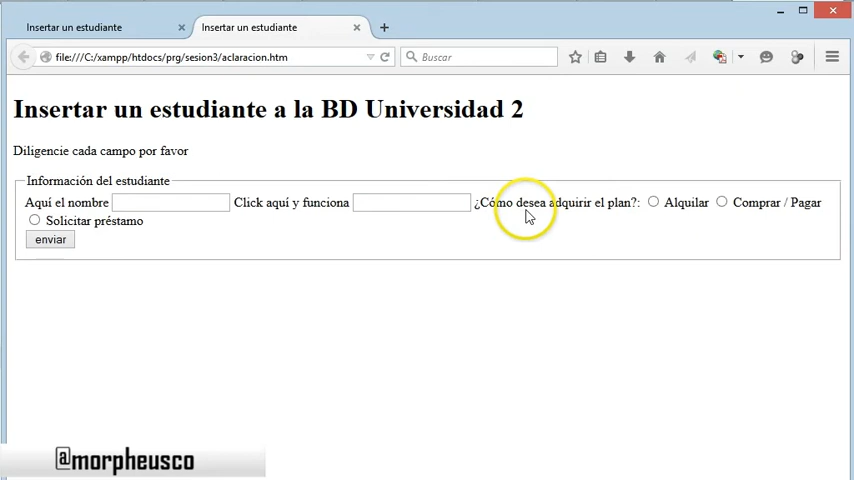 Insertar un estudiante
Insertar un estudiante
file:///C:/xampp/htdocs/prg/sesion3/aclaracion.htm
Buscar
Insertar un estudiante a la BD Universidad 2
Diligencie cada campo por favor
Información del estudiante
Aquí el nombre Click aquí y funciona ¿Cómo desea adquirir el plan?: Alquilar Comprar / Pagar
Solicitar préstamo
enviar
@morpheusco